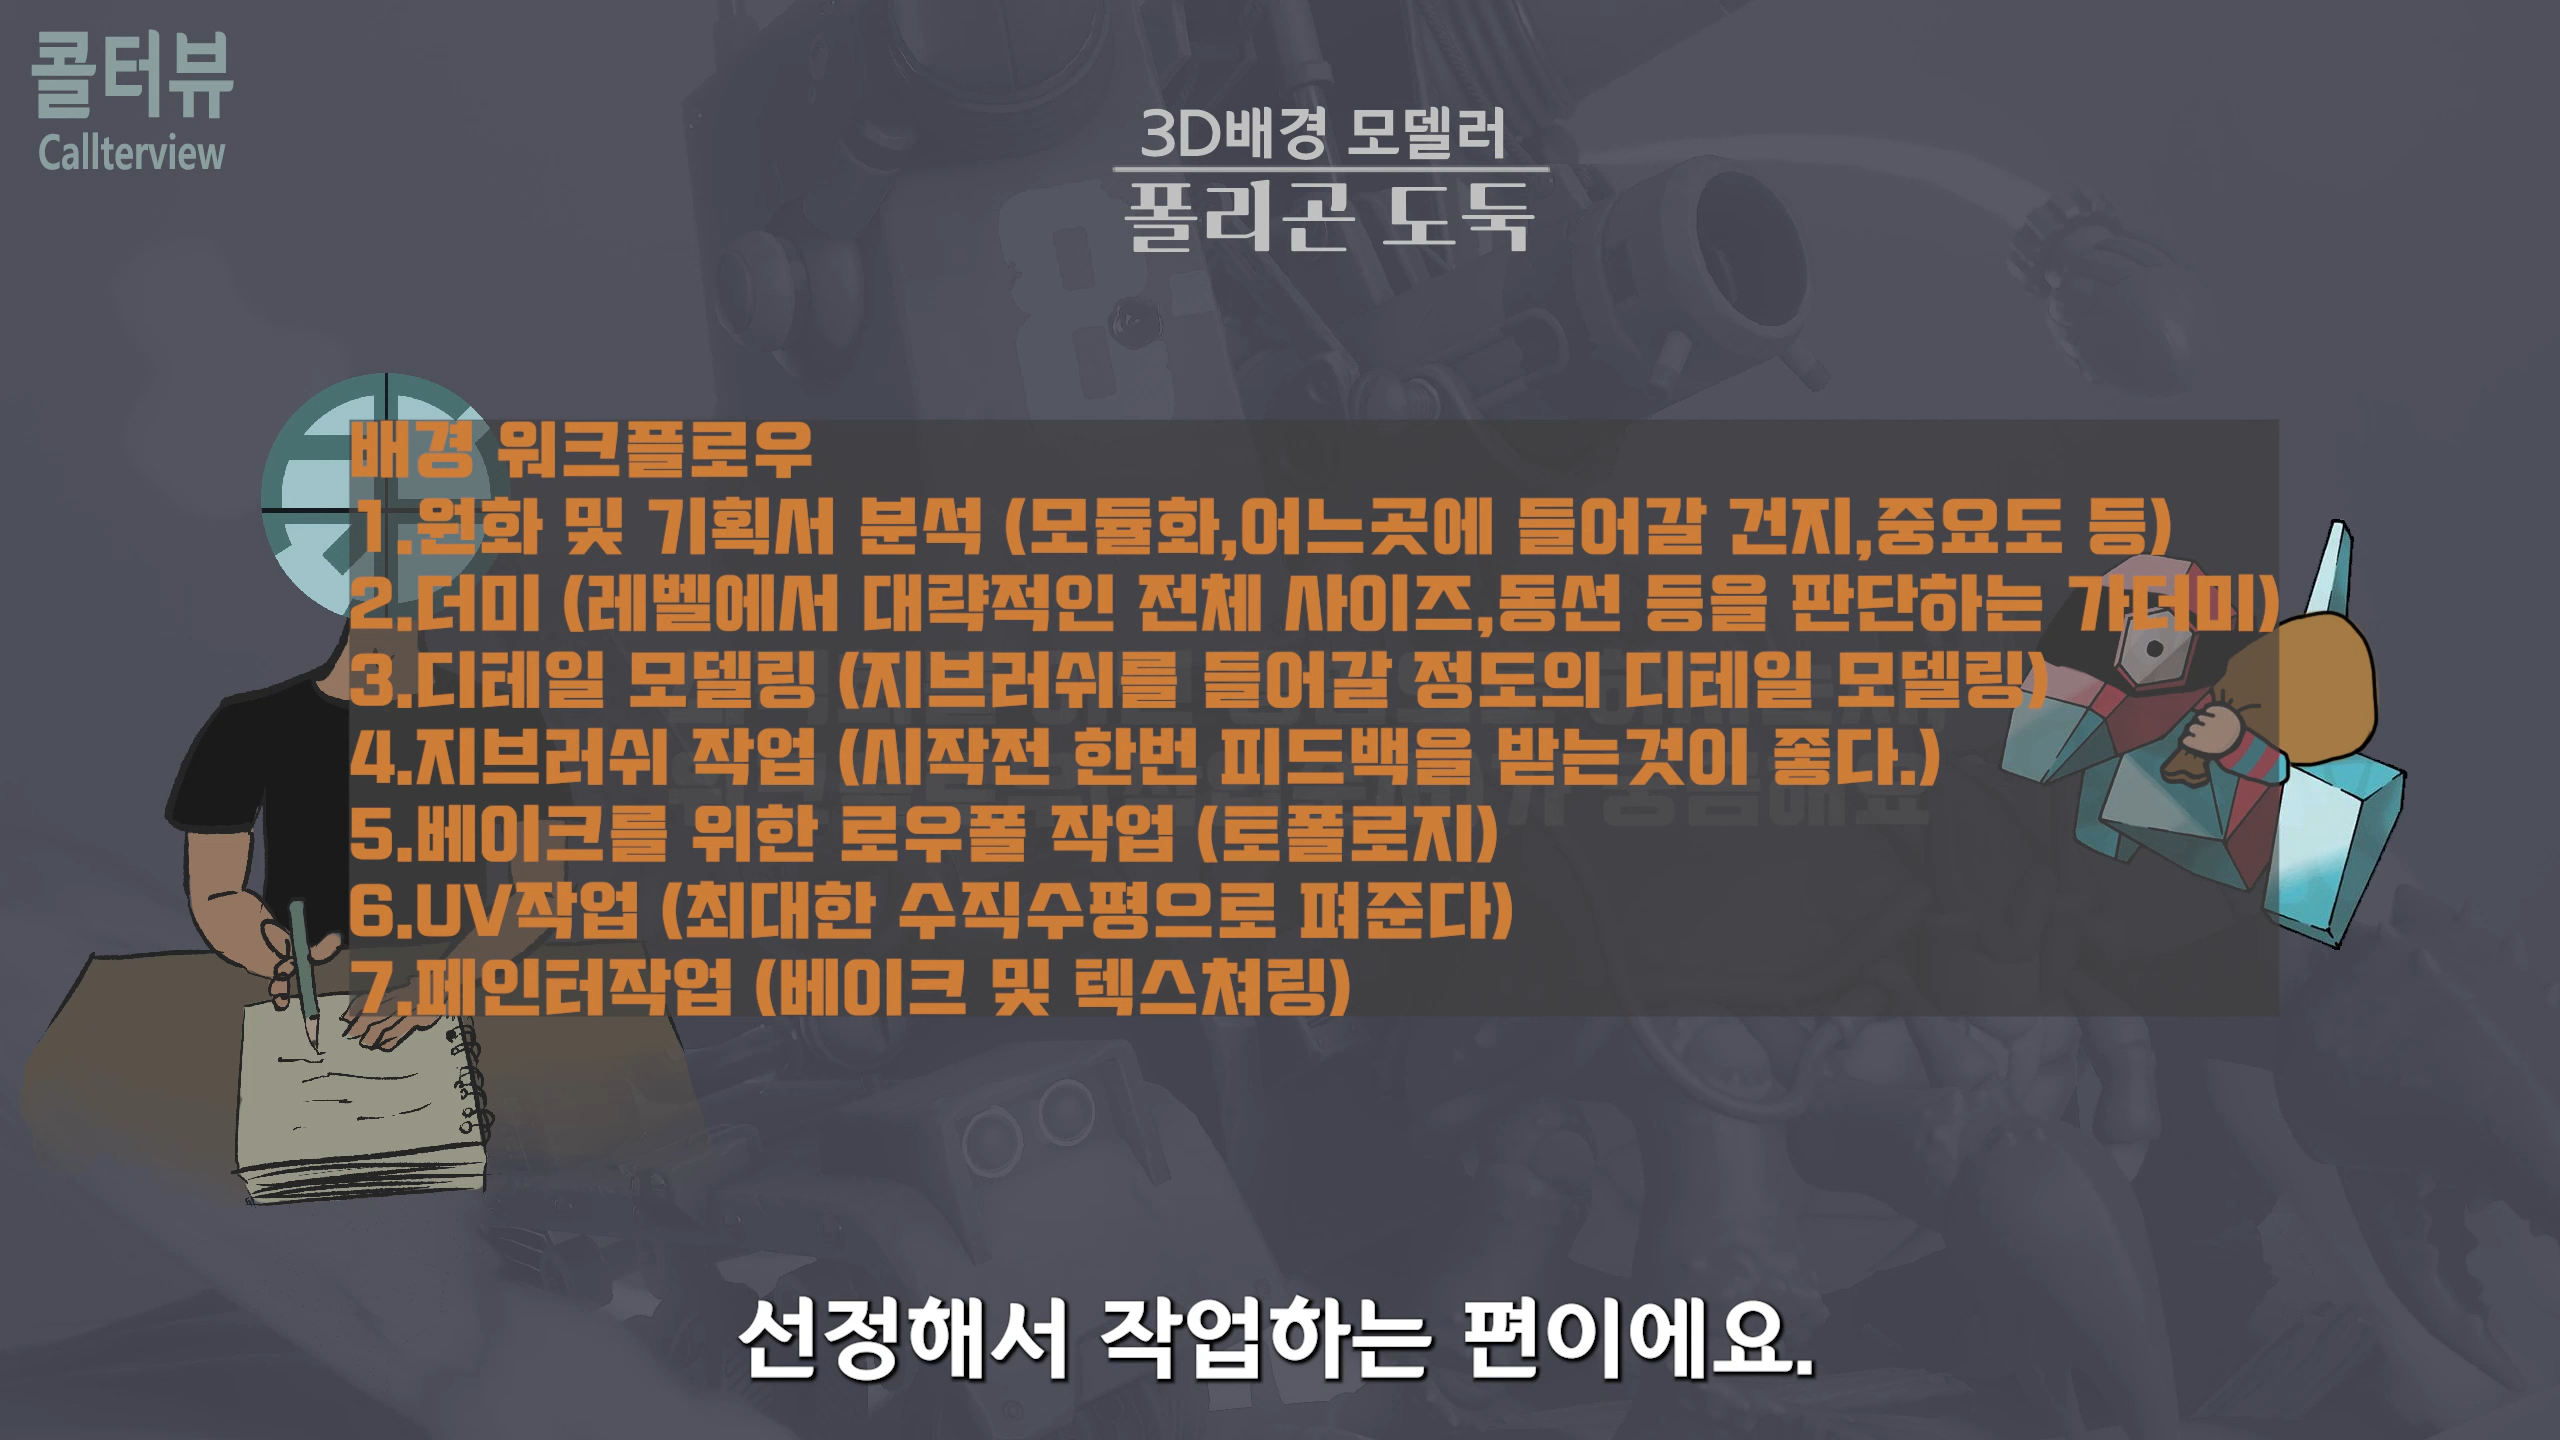 콜터뷰
Callterview
3D배경 모델러
폴리곤 도둑
배경 워크플로우
1.원화 및 기획서 분석 (모듈화,어느곳에 들어갈 건지,중요도 등)
2.더미 (레벨에서 대략적인 전체 사이즈,동선 등을 판단하는 가더미)
3.디테일 모델링 (지브러쉬를 들어갈 정도의 디테일 모델링)
4.지브러쉬 작업 (시작전 한번 피드백을 받는것이 좋다.)
5.베이크를 위한 로우폴 작업 (토폴로지)
6.UV작업 (최대한 수직수평으로 펴준다)
7.페인터작업 (베이크 및 텍스쳐링)
선정해서 작업하는 편이에요.